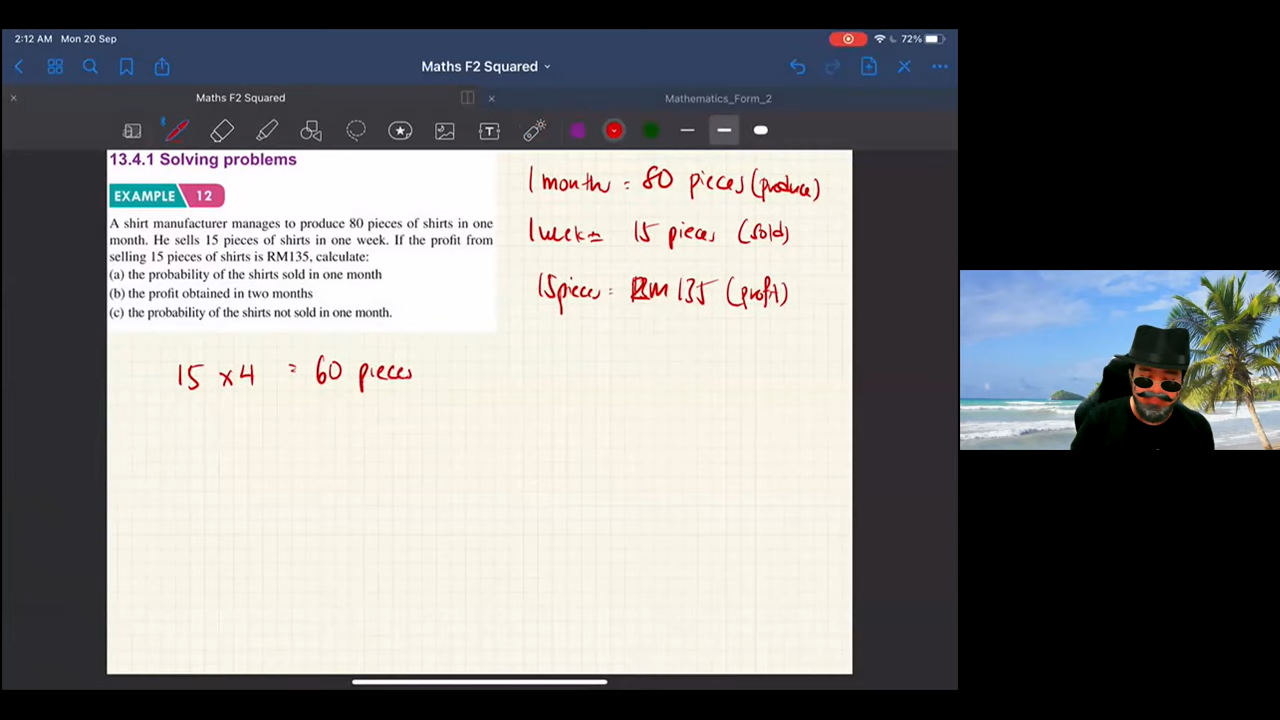 2:12 AM Mon 20 Sep
72%
Maths F2 Squared
Maths F2 Squared
Mathematics_Form_2
13.4.1 Solving problems
EXAMPLE 12
A shirt manufacturer manages to produce 80 pieces of shirts in one
month. He sells 15 pieces of shirts in one week. If the profit from
selling 15 pieces of shirts is RM135, calculate:
(a) the probability of the shirts sold in one month
(b) the profit obtained in two months
(c) the probability of the shirts not sold in one month.
1 month = 80 pieces (produce)
1 week = 15 pieces (sold)
15 pieces = RM 135 (profit)
15 x 4 = 60 pieces